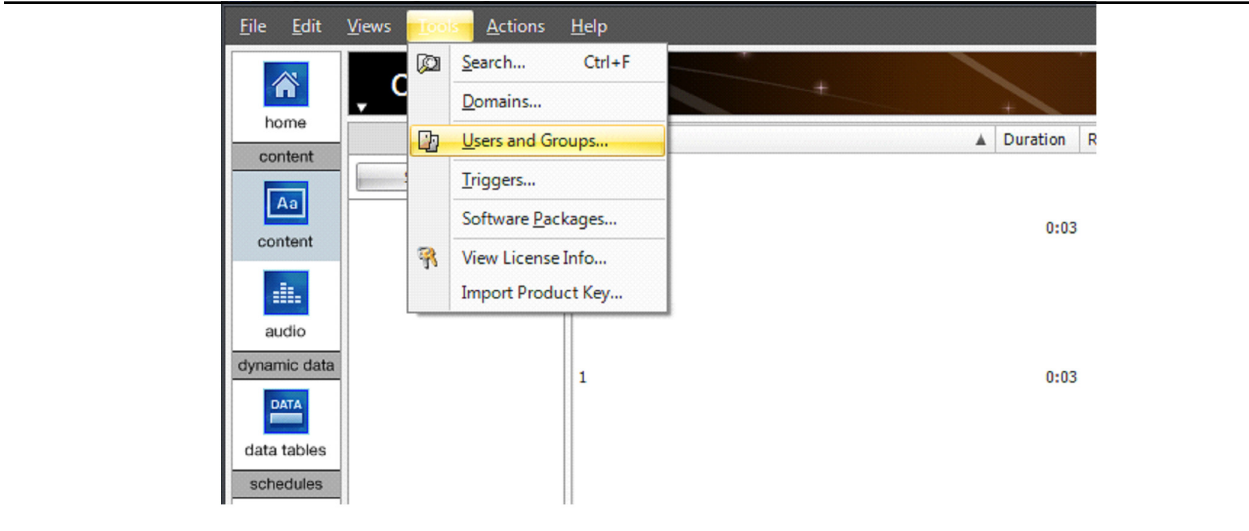 File Edit Views Tools Actions Help
Search... Ctrl+F
Domains...
Users and Groups...
Triggers...
Software Packages...
View License Info...
Import Product Key...
home
content
Aa
content
audio
dynamic data
DATA
data tables
schedules
Duration
0:03
1 0:03